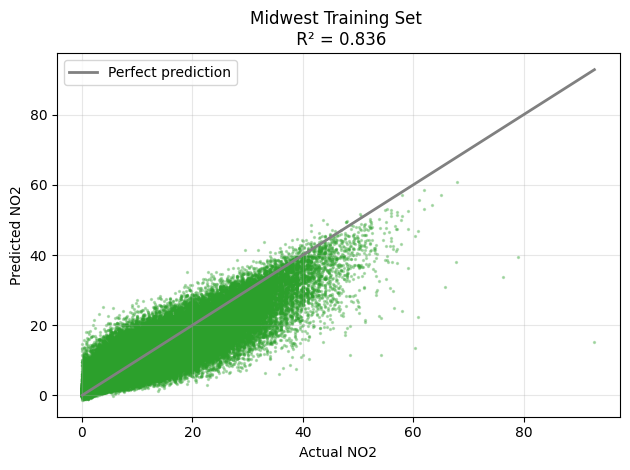 Midwest Training Set
R² = 0.836
Perfect prediction
Predicted NO2
80
60
40
20
0
0 20 40 60 80
Actual NO2